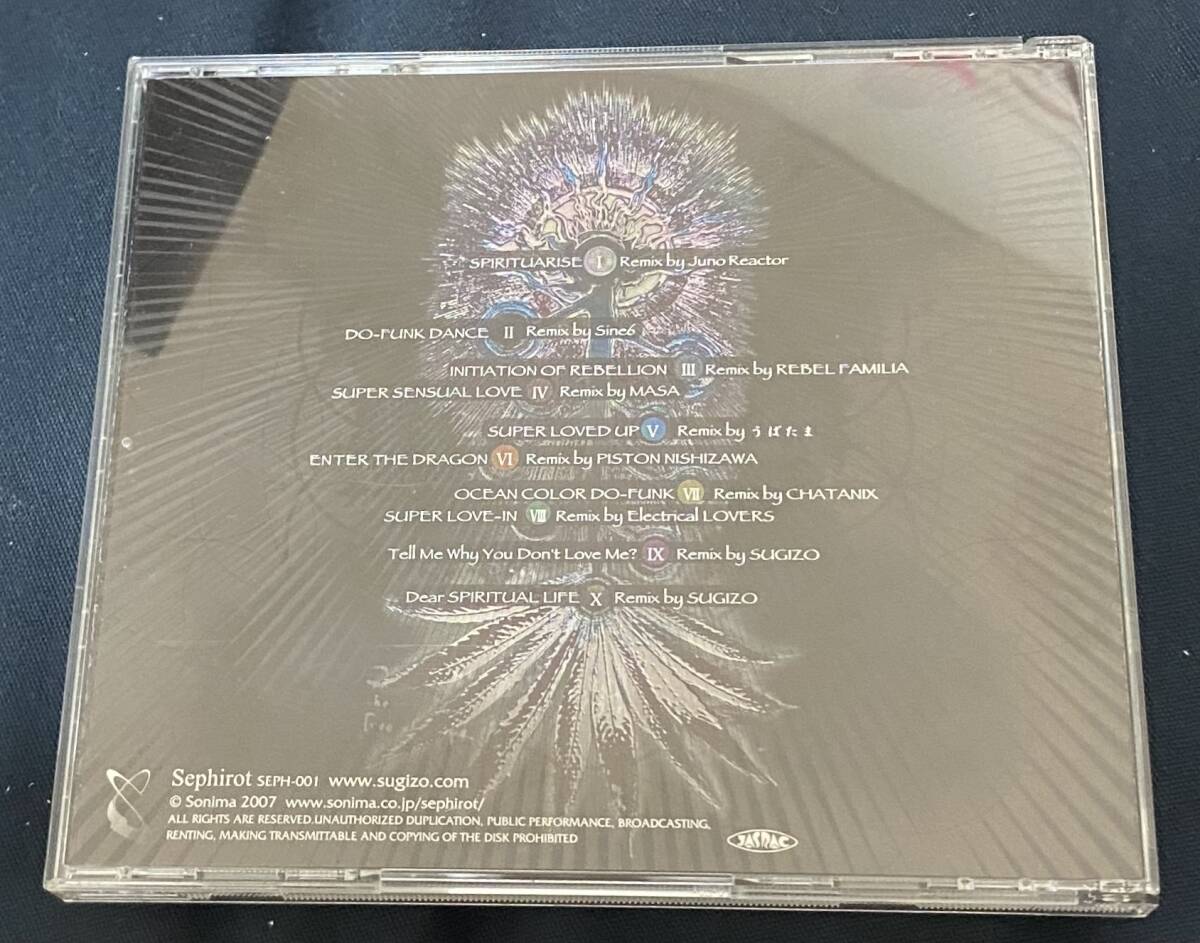 SPIRITUARISE I Remix by Juno Reactor
DO-FUNK DANCE II Remix by Sine6
INITIATION OF REBELLION III Remix by REBEL FAMILIA
SUPER SENSUAL LOVE IV Remix by MASA
SUPER LOVED UP V Remix by うばたま
ENTER THE DRAGON VI Remix by PISTON NISHIZAWA
OCEAN COLOR DO-FUNK VII Remix by CHATANIX
SUPER LOVE-IN VIII Remix by Electrical LOVERS
Tell Me Why You Don't Love Me? IX Remix by SUGIZO
Dear SPIRITUAL LIFE X Remix by SUGIZO
Sephirot SEPH-001 www.sugizo.com
© Sonima 2007 www.sonima.co.jp/sephirot/
ALL RIGHTS ARE RESERVED.UNAUTHORIZED DUPLICATION, PUBLIC PERFORMANCE, BROADCASTING,
RENTING, MAKING TRANSMITTABLE AND COPYING OF THE DISK PROHIBITED
JASRAC